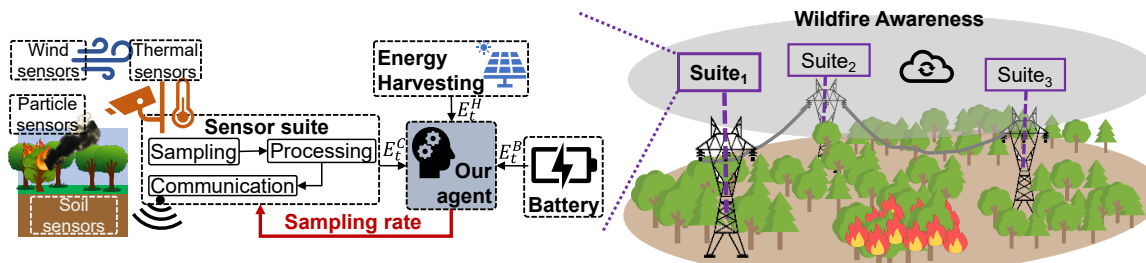 Wind
sensors
Thermal
sensors
Particle
sensors
Soil
sensors
Sensor suite
Sampling
Processing
Communication
Sampling rate
Energy
Harvesting
E_t^H
E_t^C
E_t^B
Our
agent
Battery
Wildfire Awareness
Suite₁
Suite₂
Suite₃